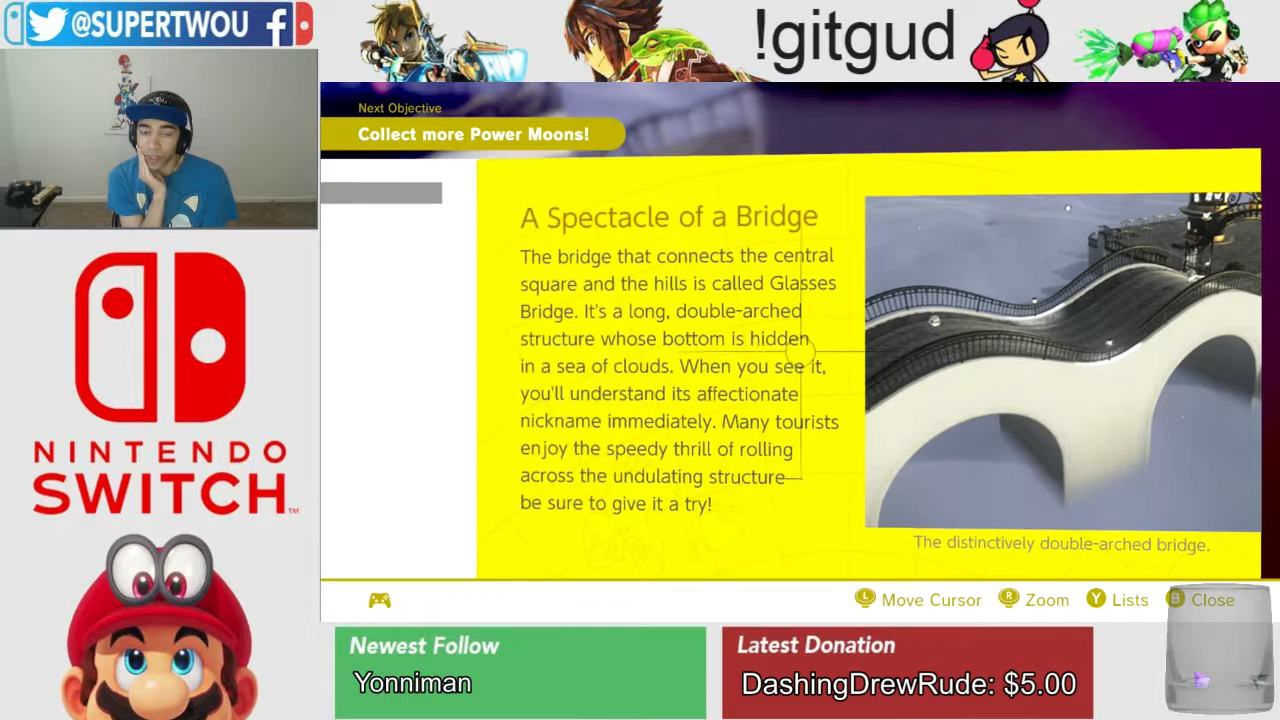 @SUPERTWOU
!gitgud
Next Objective
Collect more Power Moons!
A Spectacle of a Bridge
The bridge that connects the central
square and the hills is called Glasses
Bridge. It's a long, double-arched
structure whose bottom is hidden
in a sea of clouds. When you see it,
you'll understand its affectionate
nickname immediately. Many tourists
enjoy the speedy thrill of rolling
across the undulating structure—
be sure to give it a try!
The distinctively double-arched bridge.
NINTENDO
SWITCH™
L Move Cursor R Zoom Y Lists B Close
Newest Follow
Yonniman
Latest Donation
DashingDrewRude: $5.00